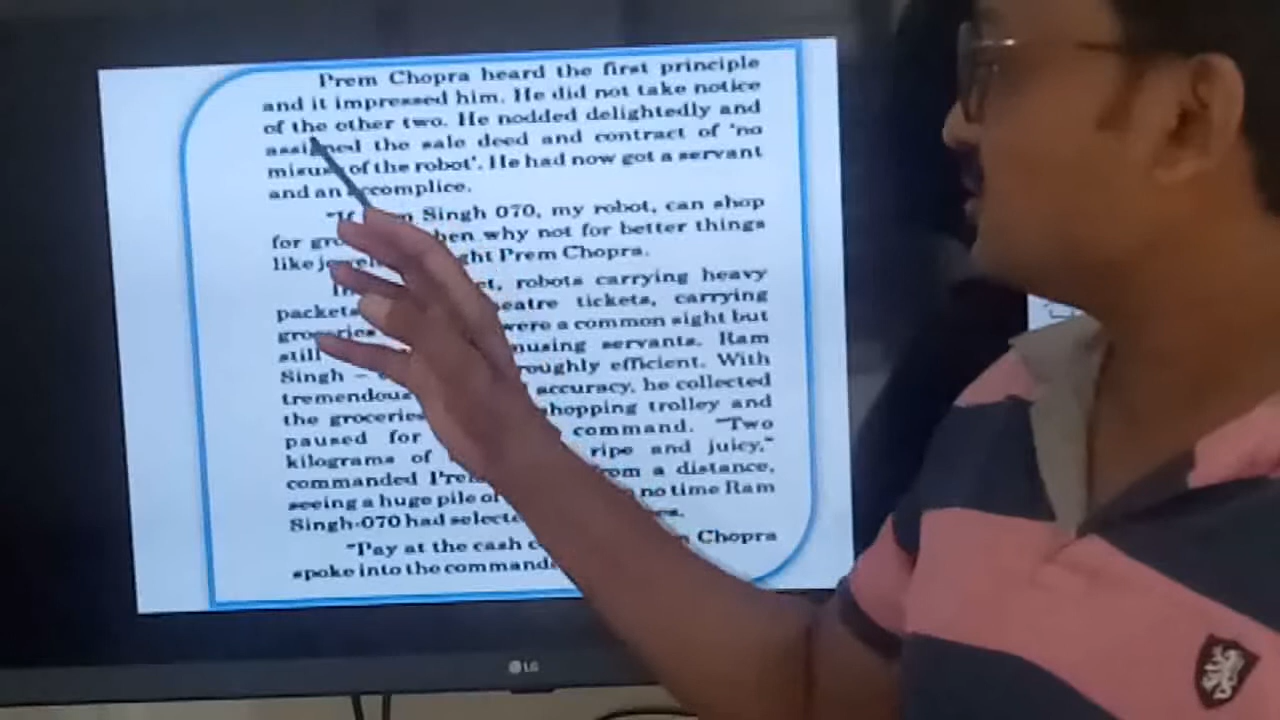 Prem Chopra heard the first principle
and it impressed him. He did not take notice
of the other two. He nodded delightedly and
assigned the sale deed and contract of 'no
misuse of the robot'. He had now got a servant
and an accomplice.
"If Singh 070, my robot, can shop
for why not for better things
like Prem Chopra.
robots carrying heavy
packets theatre tickets, carrying
groceries were a common sight but
still amusing servants. Ram
Singh – thoroughly efficient. With
tremendous accuracy, he collected
the groceries shopping trolley and
paused for command. "Two
kilograms of ripe and juicy,"
commanded from a distance,
seeing a huge pile of no time Ram
Singh-070 had selected
"Pay at the cash Chopra
spoke into the
LG